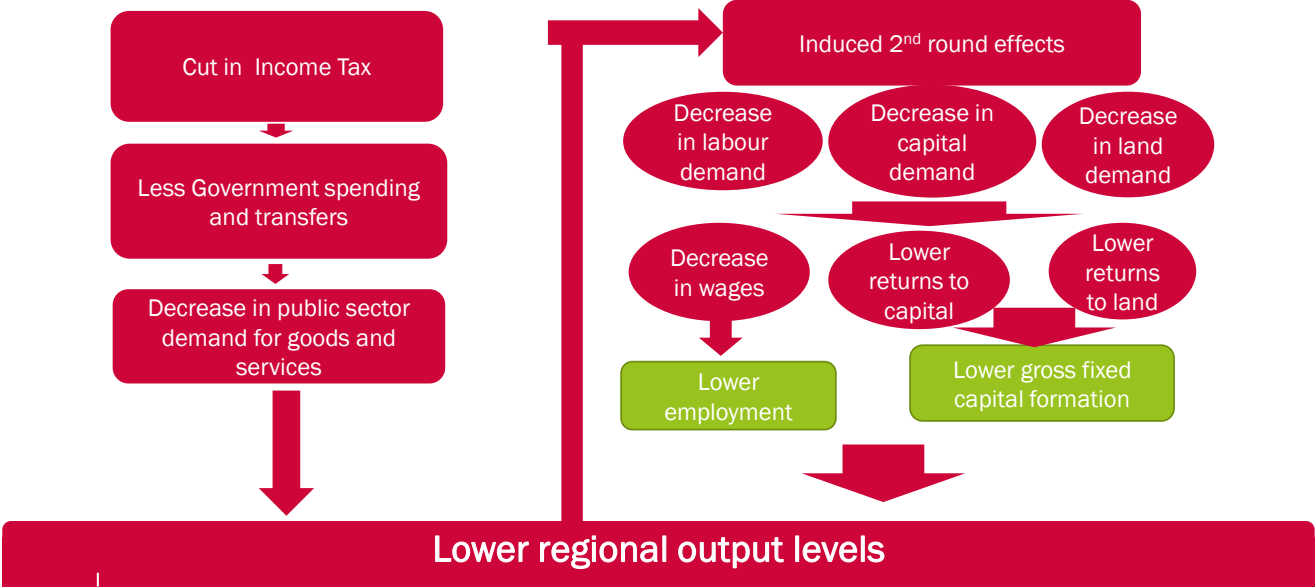 Cut in Income Tax
Less Government spending
and transfers
Decrease in public sector
demand for goods and
services
Induced 2nd round effects
Decrease
in labour
demand
Decrease in
capital
demand
Decrease
in land
demand
Decrease
in wages
Lower
returns to
capital
Lower
returns
to land
Lower
employment
Lower gross fixed
capital formation
Lower regional output levels